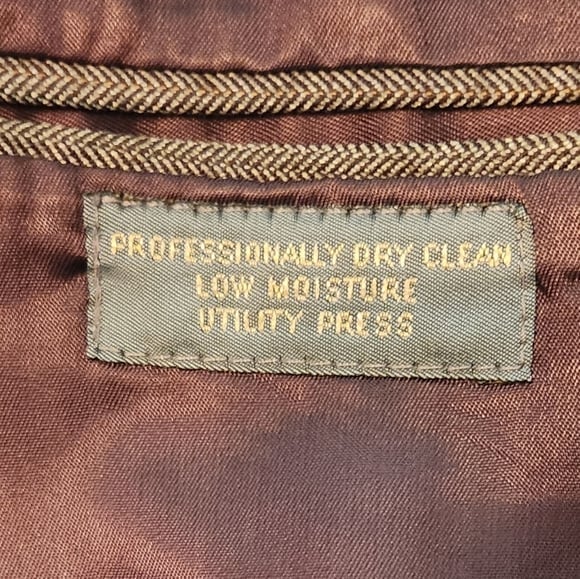 PROFESSIONALLY DRY CLEAN
LOW MOISTURE
UTILITY PRESS